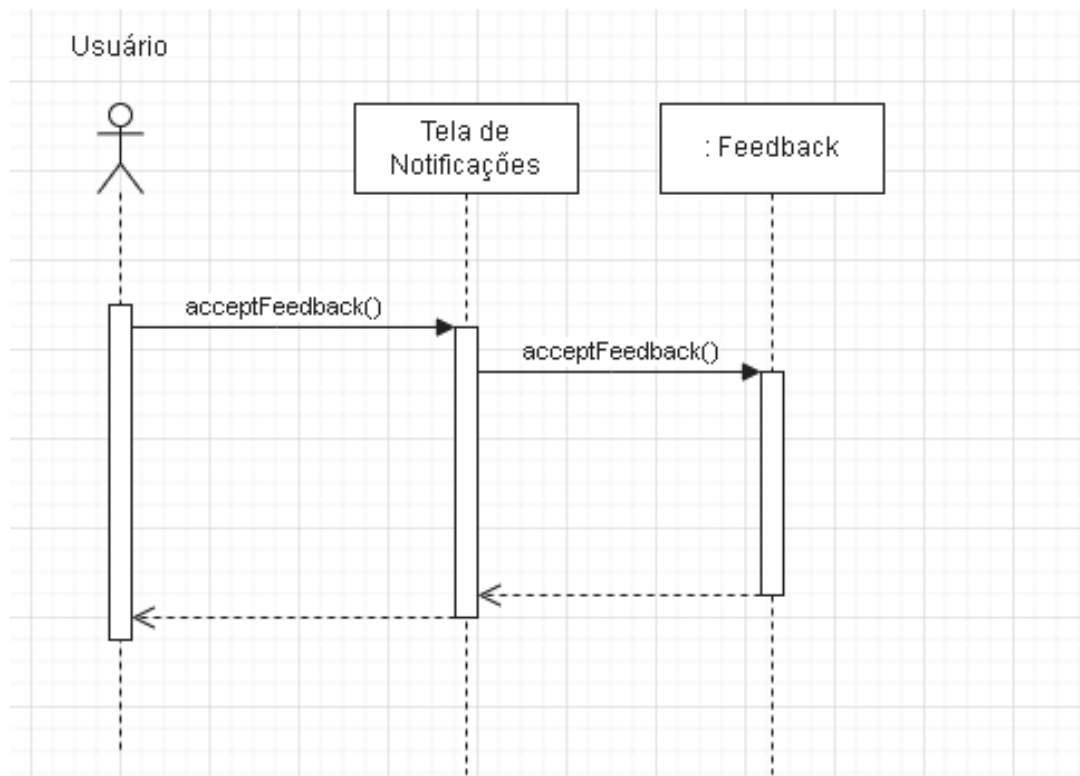 Usuário
Tela de
Notificações
: Feedback
acceptFeedback()
acceptFeedback()